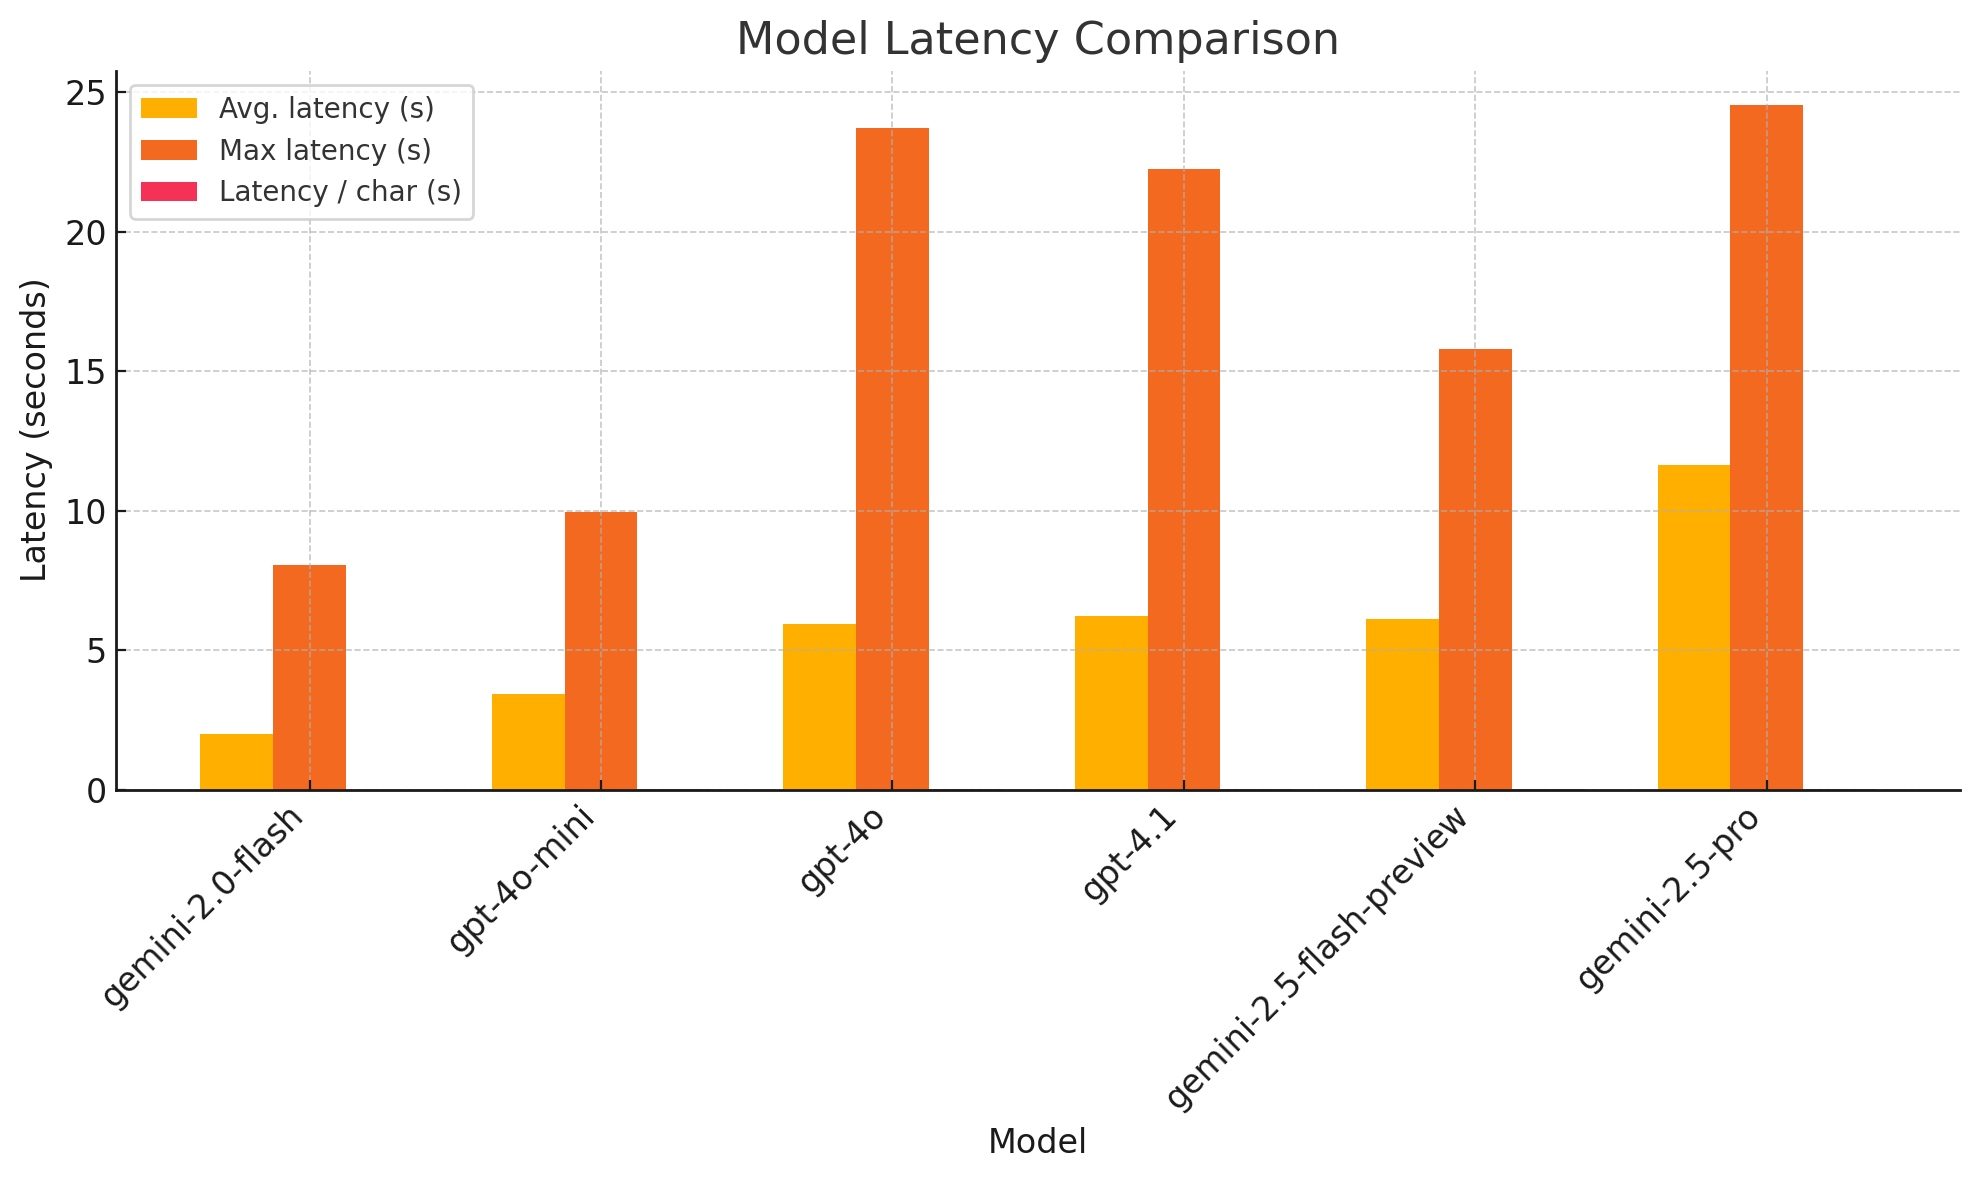 Model Latency Comparison
Avg. latency (s)
Max latency (s)
Latency / char (s)
Latency (seconds)
25
20
15
10
5
0
gemini-2.0-flash
gpt-4o-mini
gpt-4o
gpt-4.1
gemini-2.5-flash-preview
gemini-2.5-pro
Model